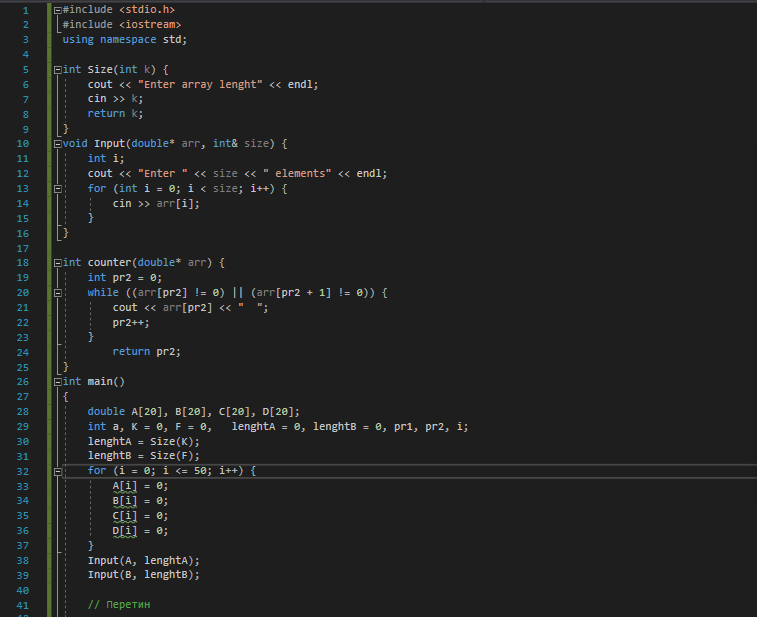 1 #include <stdio.h>
2 #include <iostream>
3 using namespace std;
4
5 int Size(int k) {
6 cout << "Enter array lenght" << endl;
7 cin >> k;
8 return k;
9 }
10 void Input(double* arr, int& size) {
11 int i;
12 cout << "Enter " << size << " elements" << endl;
13 for (int i = 0; i < size; i++) {
14 cin >> arr[i];
15 }
16 }
17
18 int counter(double* arr) {
19 int pr2 = 0;
20 while ((arr[pr2] != 0) || (arr[pr2 + 1] != 0)) {
21 cout << arr[pr2] << "  ";
22 pr2++;
23 }
24 return pr2;
25 }
26 int main()
27 {
28 double A[20], B[20], C[20], D[20];
29 int a, K = 0, F = 0,   lenghtA = 0, lenghtB = 0, pr1, pr2, i;
30 lenghtA = Size(K);
31 lenghtB = Size(F);
32 for (i = 0; i <= 50; i++) {
33 A[i] = 0;
34 B[i] = 0;
35 C[i] = 0;
36 D[i] = 0;
37 }
38 Input(A, lenghtA);
39 Input(B, lenghtB);
40
41 // Перетин